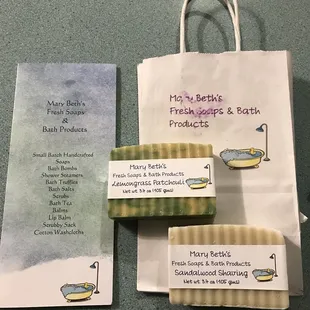 Mary Beth's
Fresh Soaps
&
Bath Products
Small Batch Handcrafted
Soaps
Bath Bombs
Shower Steamers
Bath Truffles
Bath Salts
Scrubs
Bath Tea
Balms
Lip Balm
Scrubby Sack
Cotton Washcloths
Mary Beth's
Fresh Soaps & Bath
Products
Mary Beth's
Fresh Soaps & Bath Products
Lemongrass Patchouli
Net wt 3.7 oz (105 gms)
Mary Beth's
Fresh Soaps & Bath Products
Sandalwood Shaving
Net wt 3.7 oz (105 gms)